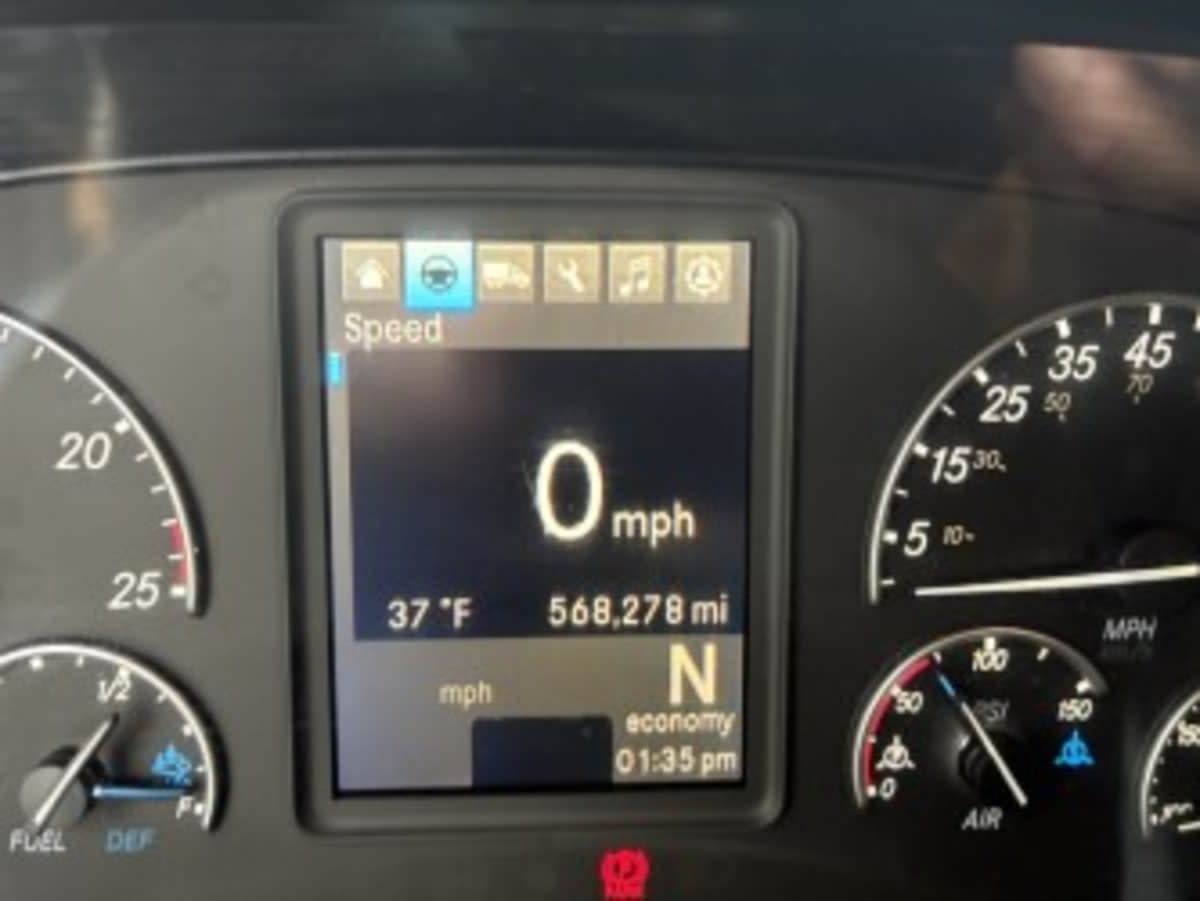 Speed
0 mph
37 °F 568,278 mi
mph
N
economy
01:35 pm
20
25
1/2
F
FUEL DEF
5 15 25 35 45
10 30 50 70
MPH
0 50 100 150
PSI
AIR